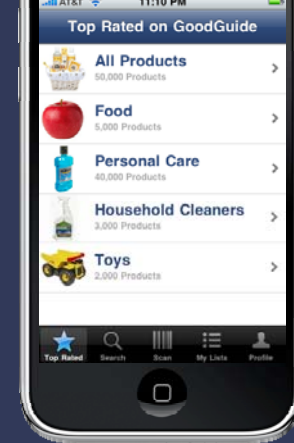 AT&T 11:10 PM
Top Rated on GoodGuide
All Products
50,000 Products
Food
5,000 Products
Personal Care
40,000 Products
Household Cleaners
3,000 Products
Toys
2,000 Products
Top Rated Search Scan My Lists Profile